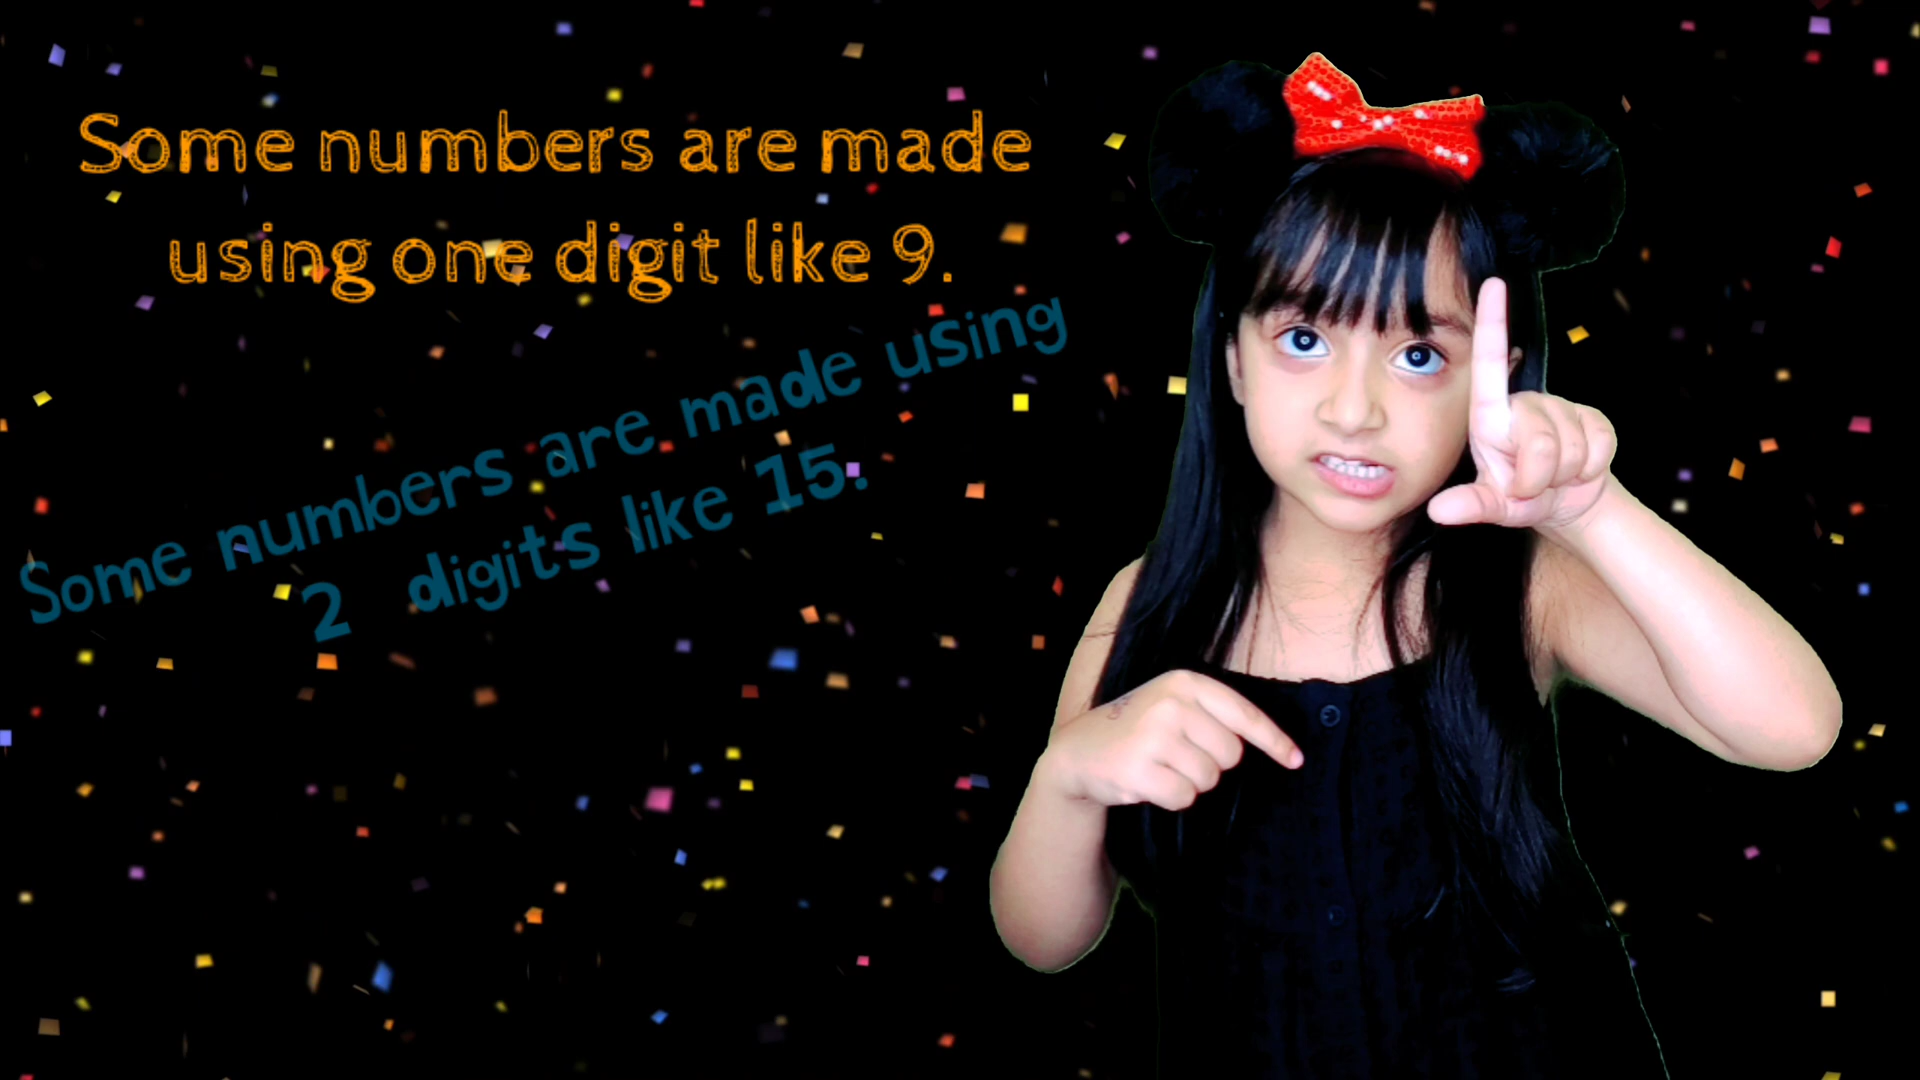 Some numbers are made
using one digit like 9.
Some numbers are made using
2 digits like 15.